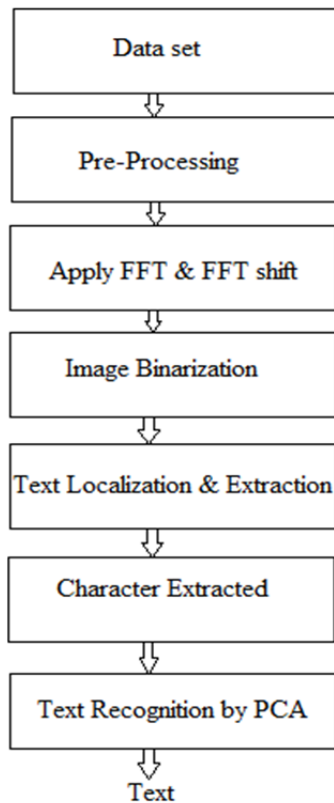 Data set
Pre-Processing
Apply FFT & FFT shift
Image Binarization
Text Localization & Extraction
Character Extracted
Text Recognition by PCA
Text